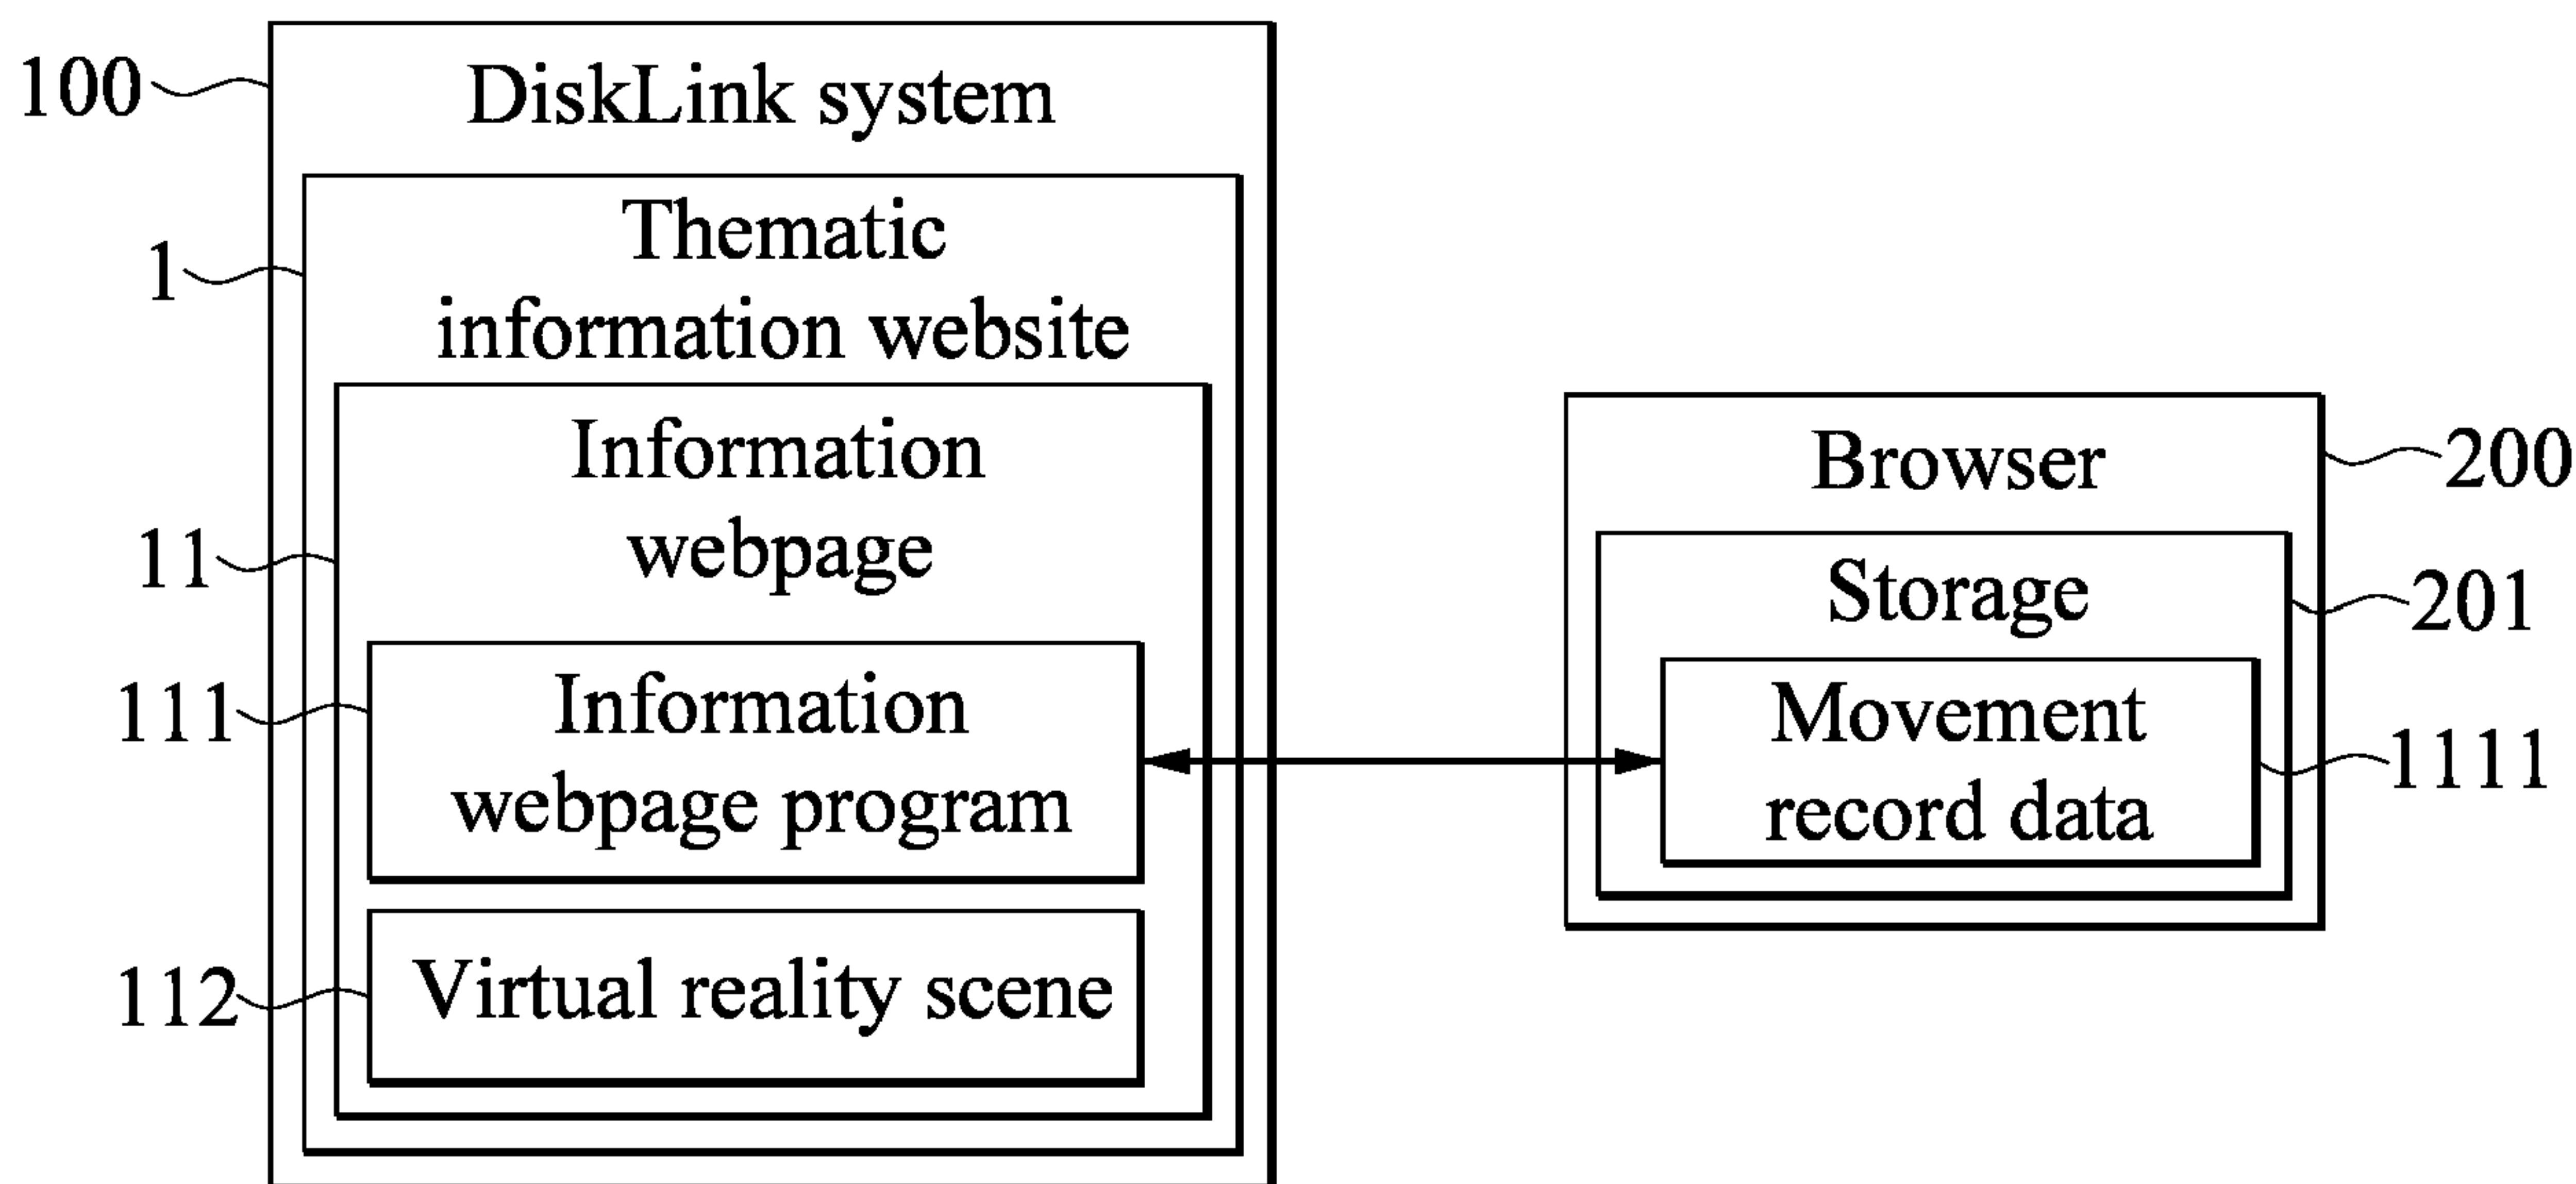 100
DiskLink system
1
Thematic
information website
11
Information
webpage
111
Information
webpage program
112
Virtual reality scene
Browser
200
Storage
201
Movement
record data
1111